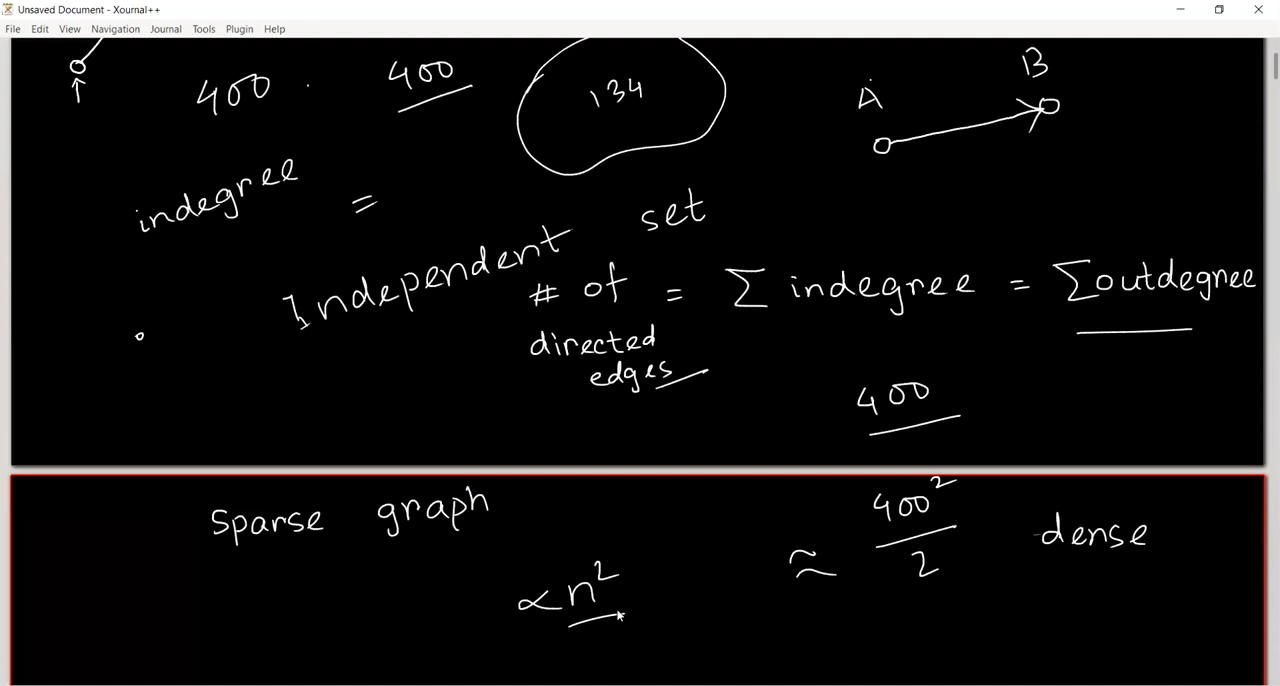 Unsaved Document - Xournal++
File Edit View Navigation Journal Tools Plugin Help
400 . 400 134 A B
indegree =
Independent set
# of directed edges = Σ indegree = Σ outdegree
400
Sparse graph
∝ n²
≈ 400² / 2 dense